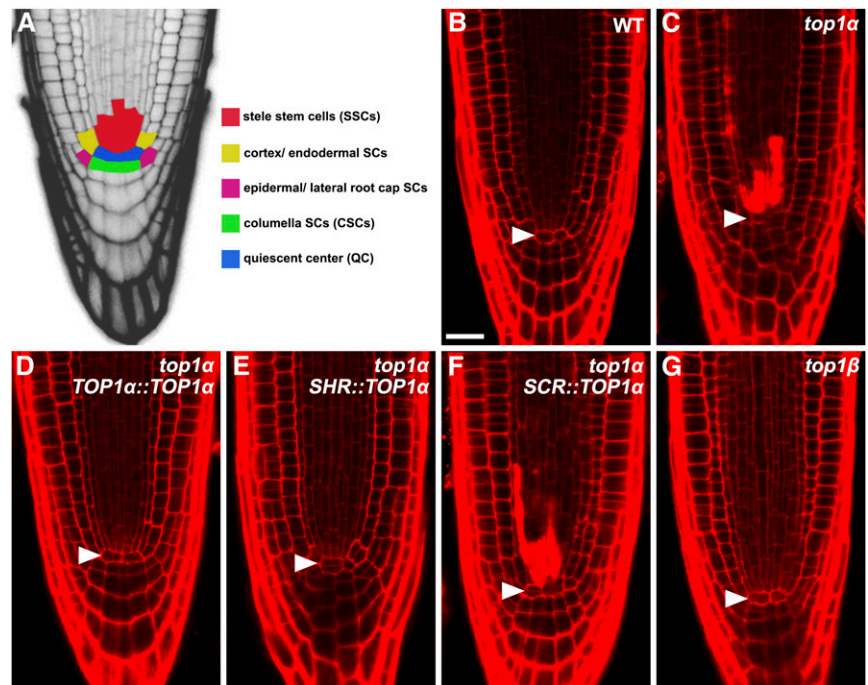 A
stele stem cells (SSCs)
cortex/ endodermal SCs
epidermal/ lateral root cap SCs
columella SCs (CSCs)
quiescent center (QC)
B
WT
C
top1α
D
top1α
TOP1α::TOP1α
E
top1α
SHR::TOP1α
F
top1α
SCR::TOP1α
G
top1β